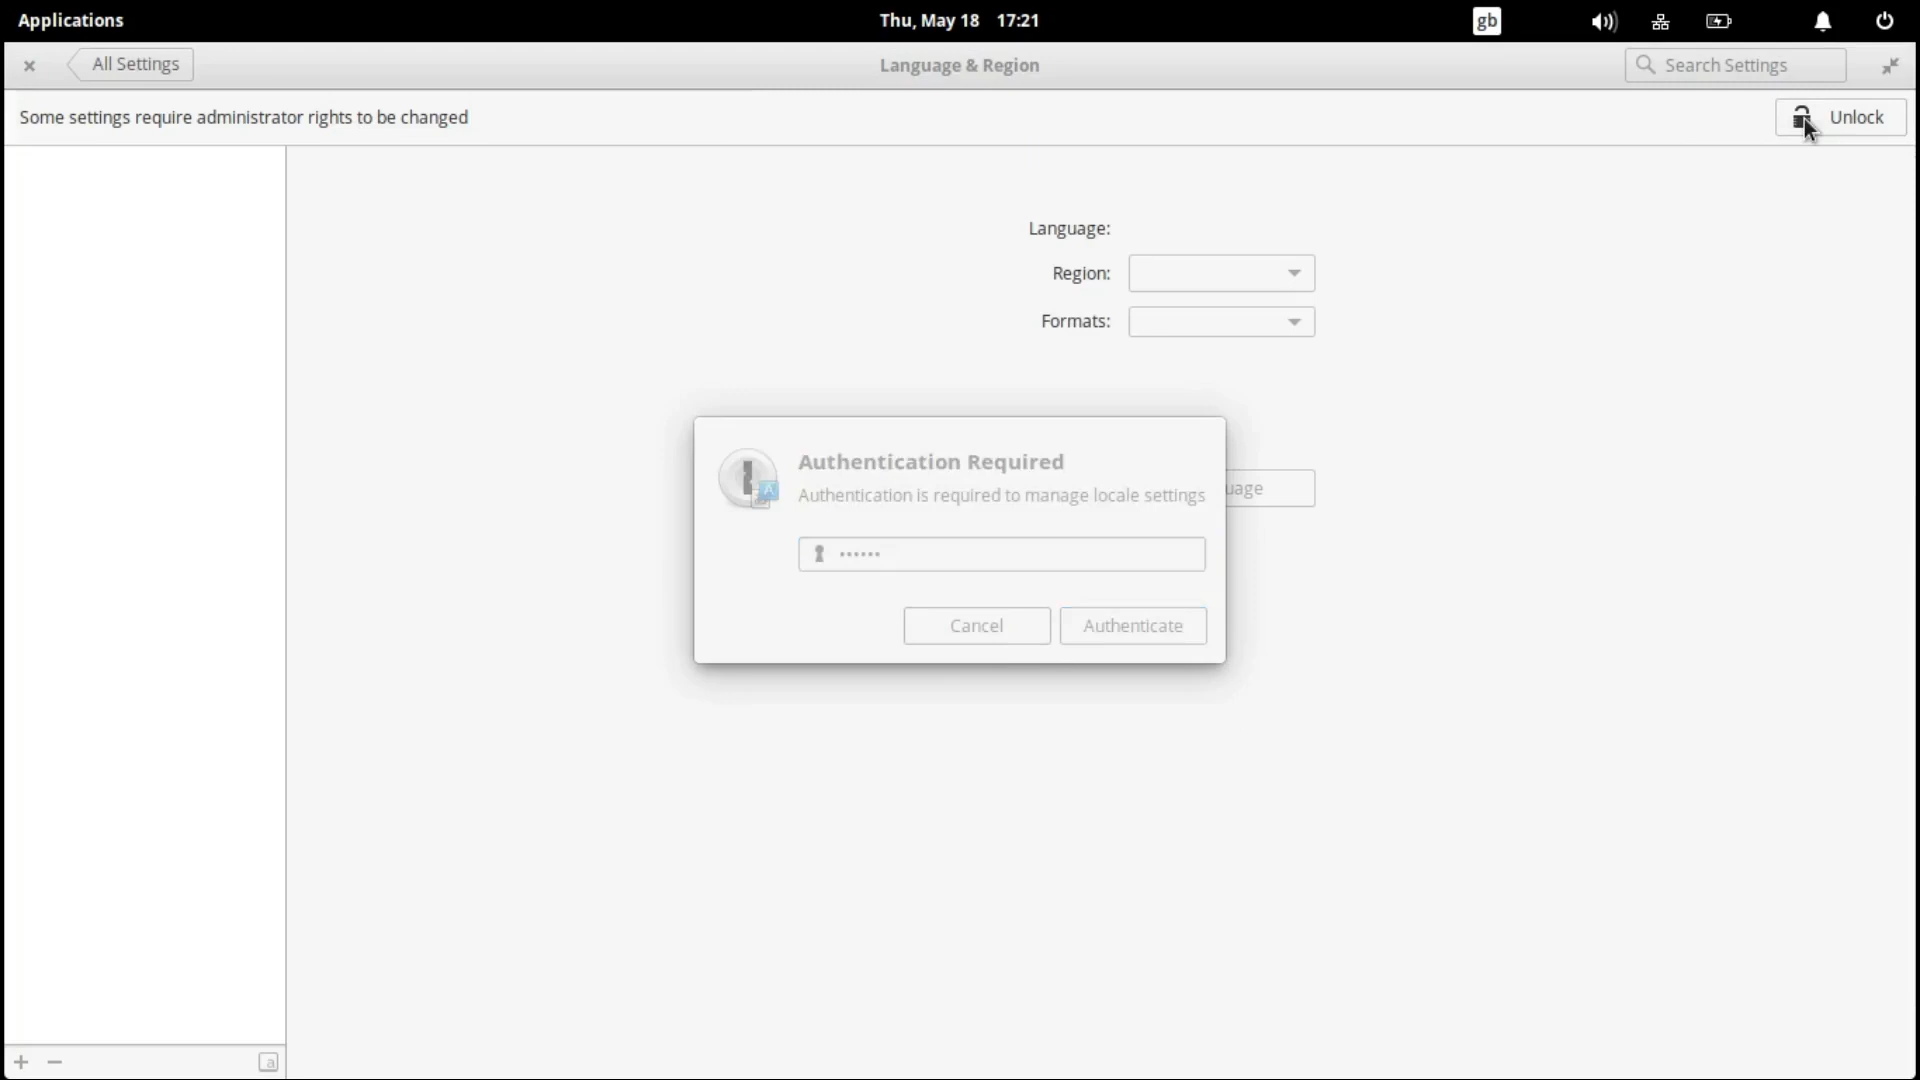 Applications
Thu, May 18 17:21
gb
All Settings
Language & Region
Search Settings
Some settings require administrator rights to be changed
Unlock
Language:
Region:
Formats:
Authentication Required
Authentication is required to manage locale settings
uage
••••••
Cancel
Authenticate
+ −
a